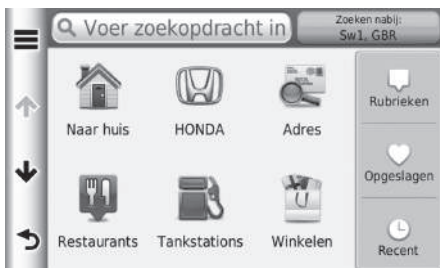 Voer zoekopdracht in
Zoeken nabij:
Sw1, GBR
Naar huis
HONDA
Adres
Rubrieken
Opgeslagen
Restaurants
Tankstations
Winkelen
Recent